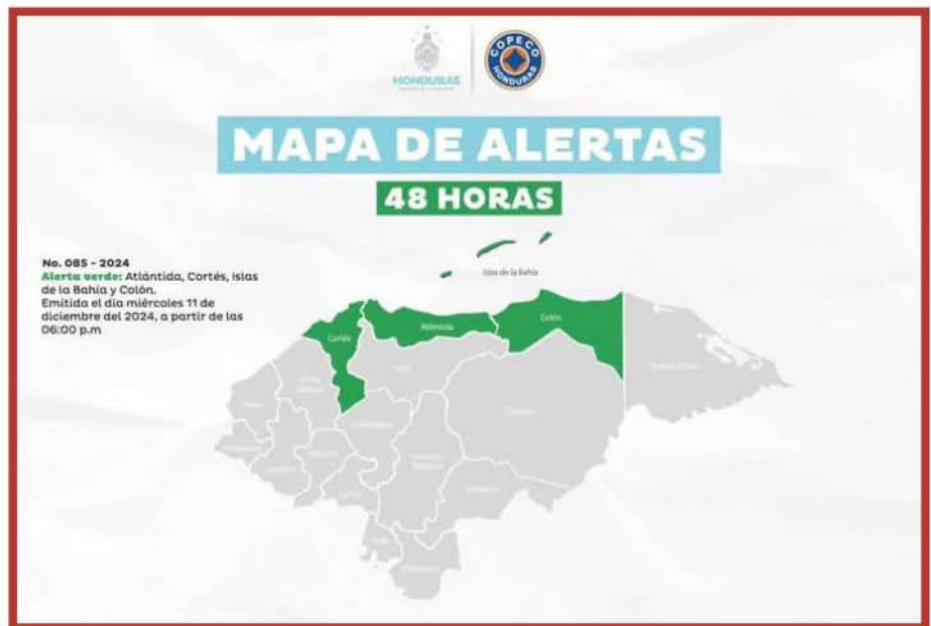 HONDURAS
COPECO
HONDURAS
MAPA DE ALERTAS
48 HORAS
No. 085 - 2024
Alerta verde: Atlántida, Cortés, Islas
de la Bahía y Colón.
Emitida el día miércoles 11 de
diciembre del 2024, a partir de las
06:00 p.m
Islas de la Bahía
Cortés
Atlántida
Colón